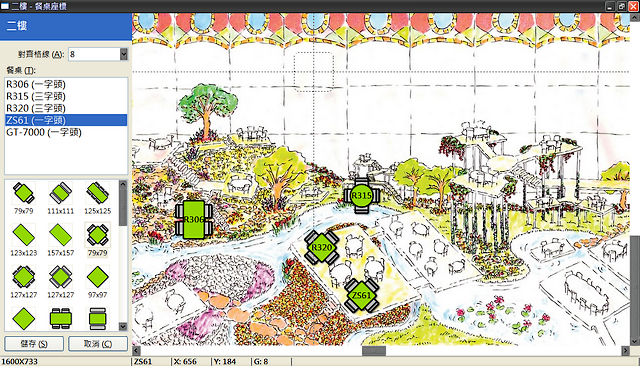 二樓 - 餐桌座標
二樓
對齊格線 (A): 8
餐桌 (T):
R306 (一字頭)
R315 (三字頭)
R320 (三字頭)
ZS61 (一字頭)
GT-7000 (一字頭)
79x79 111x111 125x125
123x123 157x157 79x79
127x127 127x127 97x97
儲存 (S) 取消 (C)
R315
R306
R320
ZS61
1600X733 ZS61 X: 656 Y: 184 G: 8